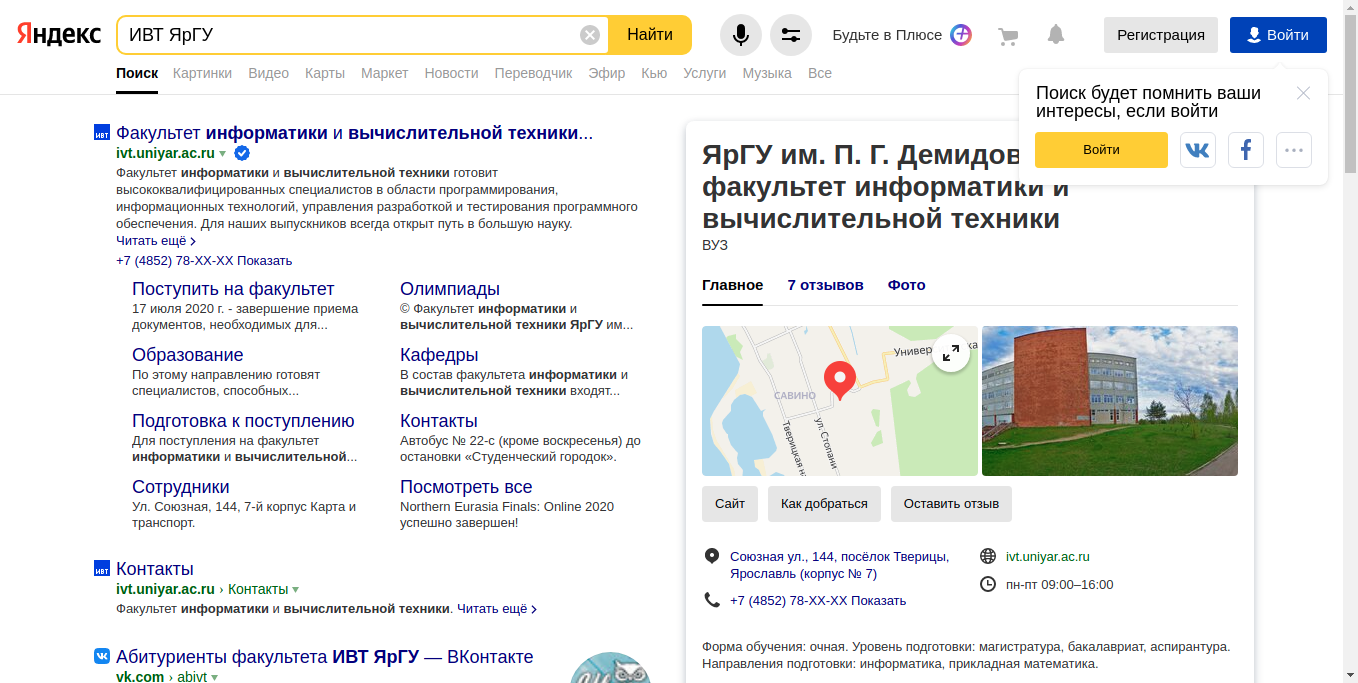 Яндекс
ИВТ ЯрГУ
Найти
Будьте в Плюсе
Регистрация
Войти
Поиск Картинки Видео Карты Маркет Новости Переводчик Эфир Кью Услуги Музыка Все
Поиск будет помнить ваши
интересы, если войти
Войти
ИВТ
Факультет информатики и вычислительной техники...
ivt.uniyar.ac.ru
Факультет информатики и вычислительной техники готовит
высококвалифицированных специалистов в области программирования,
информационных технологий, управления разработкой и тестирования программного
обеспечения. Для наших выпускников всегда открыт путь в большую науку.
Читать ещё
+7 (4852) 78-XX-XX Показать
Поступить на факультет
17 июля 2020 г. - завершение приема
документов, необходимых для...
Олимпиады
© Факультет информатики и
вычислительной техники ЯрГУ им...
Образование
По этому направлению готовят
специалистов, способных...
Кафедры
В состав факультета информатики и
вычислительной техники входят...
Подготовка к поступлению
Для поступления на факультет
информатики и вычислительной...
Контакты
Автобус № 22-с (кроме воскресенья) до
остановки «Студенческий городок».
Сотрудники
Ул. Союзная, 144, 7-й корпус Карта и
транспорт.
Посмотреть все
Northern Eurasia Finals: Online 2020
успешно завершен!
ИВТ
Контакты
ivt.uniyar.ac.ru › Контакты
Факультет информатики и вычислительной техники. Читать ещё
Абитуриенты факультета ИВТ ЯрГУ — ВКонтакте
vk.com › abivt
ЯрГУ им. П. Г. Демидов
факультет информатики и
вычислительной техники
ВУЗ
Главное 7 отзывов Фото
САВИНО
ул. Стопани
Тверицкая на
Сайт Как добраться Оставить отзыв
Союзная ул., 144, посёлок Тверицы,
Ярославль (корпус № 7)
+7 (4852) 78-XX-XX Показать
ivt.uniyar.ac.ru
пн-пт 09:00–16:00
Форма обучения: очная. Уровень подготовки: магистратура, бакалавриат, аспирантура.
Направления подготовки: информатика, прикладная математика.